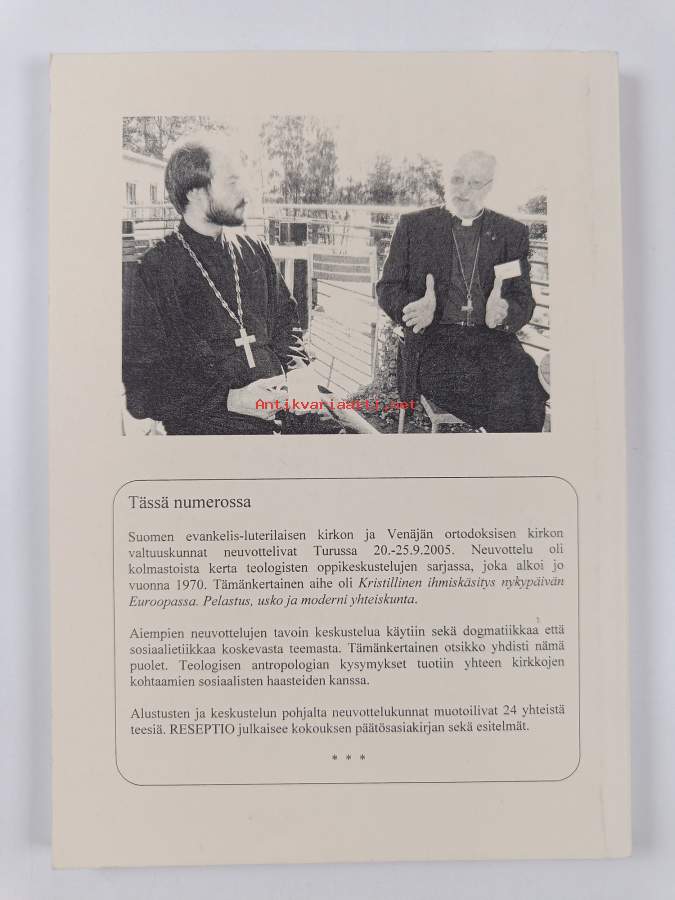 Antikvariaatti.net
Tässä numerossa
Suomen evankelis-luterilaisen kirkon ja Venäjän ortodoksisen kirkon
valtuuskunnat neuvottelivat Turussa 20.-25.9.2005. Neuvottelu oli
kolmastoista kerta teologisten oppikeskustelujen sarjassa, joka alkoi jo
vuonna 1970. Tämänkertainen aihe oli Kristillinen ihmiskäsitys nykypäivän
Euroopassa. Pelastus, usko ja moderni yhteiskunta.
Aiempien neuvottelujen tavoin keskustelua käytiin sekä dogmatiikkaa että
sosiaalietiikkaa koskevasta teemasta. Tämänkertainen otsikko yhdisti nämä
puolet. Teologisen antropologian kysymykset tuotiin yhteen kirkkojen
kohtaamien sosiaalisten haasteiden kanssa.
Alustusten ja keskustelun pohjalta neuvottelukunnat muotoilivat 24 yhteistä
teesiä. RESEPTIO julkaisee kokouksen päätösasiakirjan sekä esitelmät.
* * *